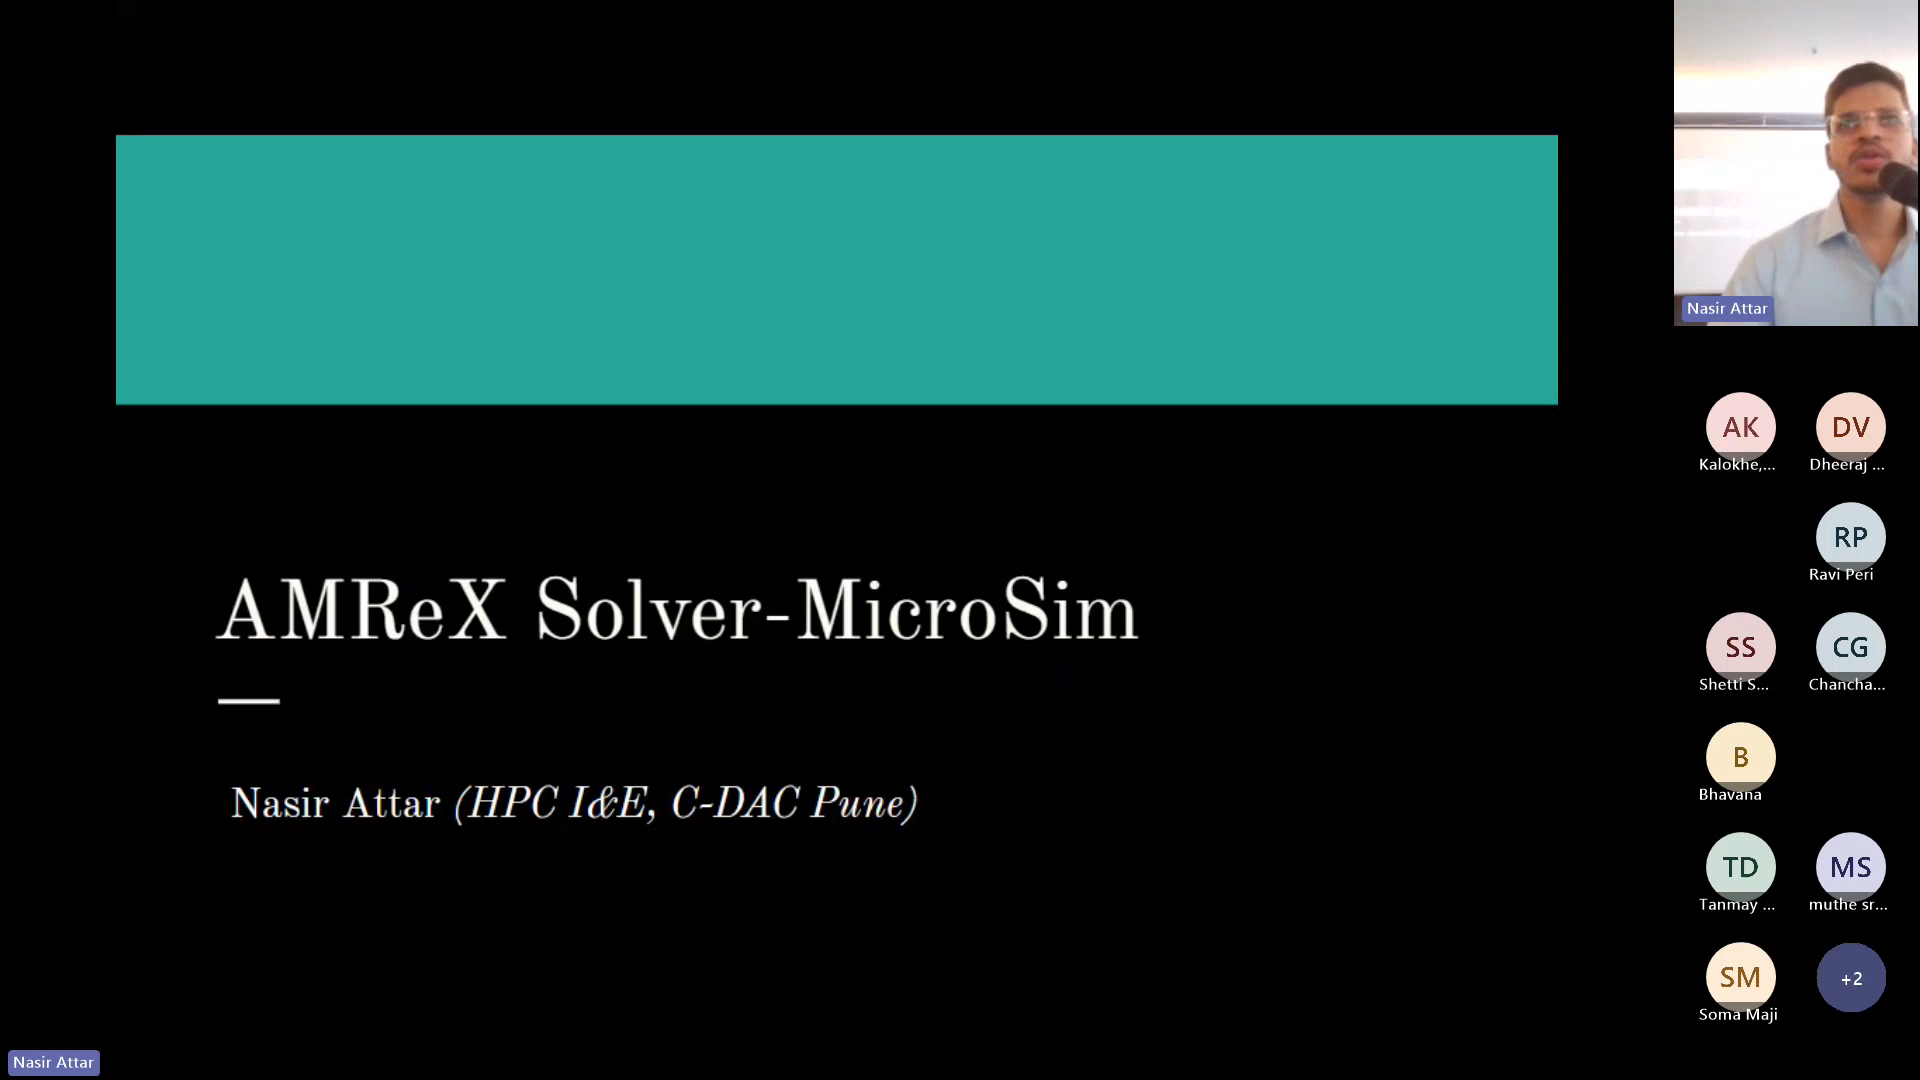 AMReX Solver-MicroSim
Nasir Attar (HPC I&E, C-DAC Pune)
Nasir Attar
Nasir Attar
AK
Kalokhe,...
DV
Dheeraj ...
RP
Ravi Peri
SS
Shetti S...
CG
Chancha...
B
Bhavana
TD
Tanmay ...
MS
muthe sr...
SM
Soma Maji
+2